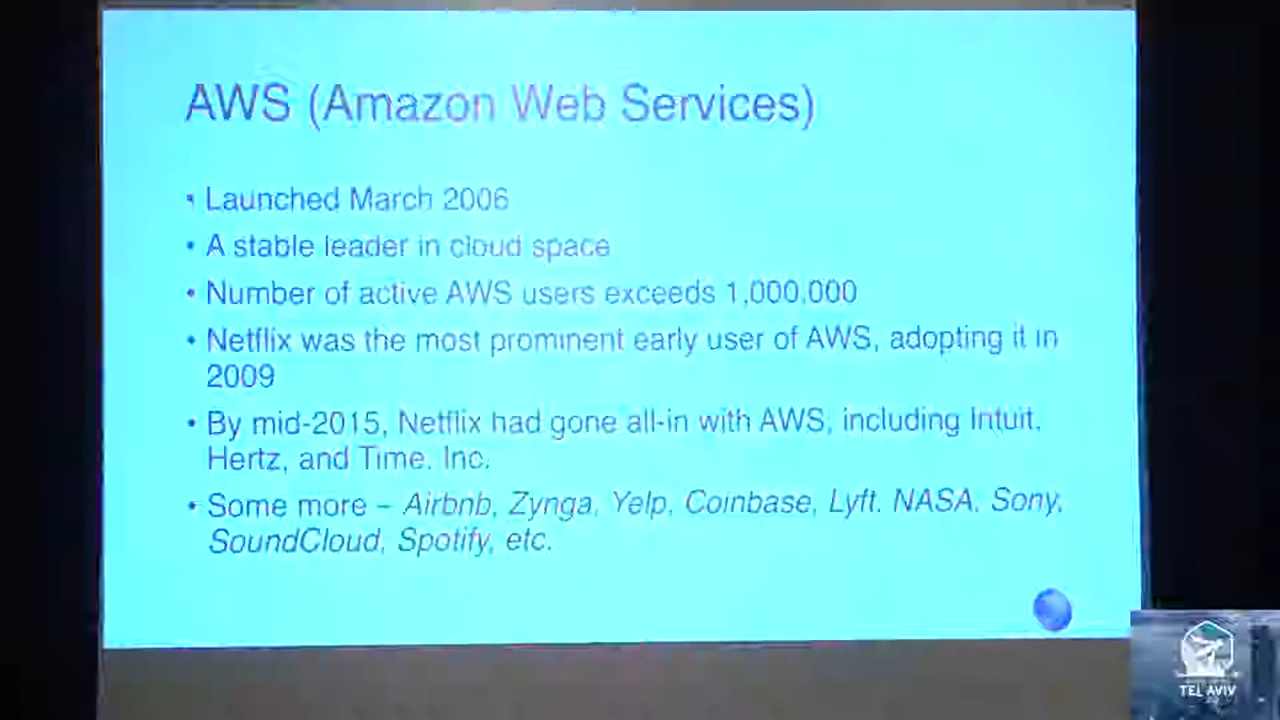 AWS (Amazon Web Services)
• Launched March 2006
• A stable leader in cloud space
• Number of active AWS users exceeds 1,000,000
• Netflix was the most prominent early user of AWS, adopting it in
2009
• By mid-2015, Netflix had gone all-in with AWS, including Intuit,
Hertz, and Time, Inc.
• Some more – Airbnb, Zynga, Yelp, Coinbase, Lyft, NASA, Sony,
SoundCloud, Spotify, etc.
TEL AVIV